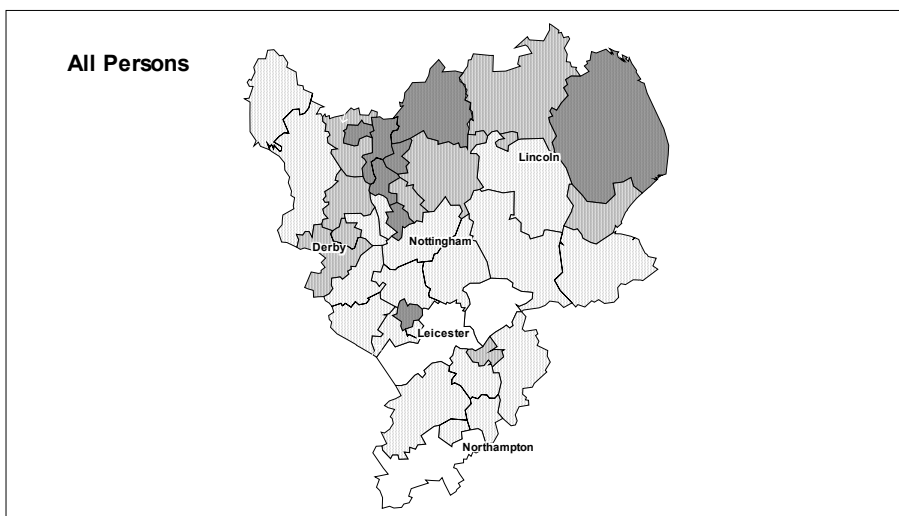 All Persons
Lincoln
Derby
Nottingham
Leicester
Northampton